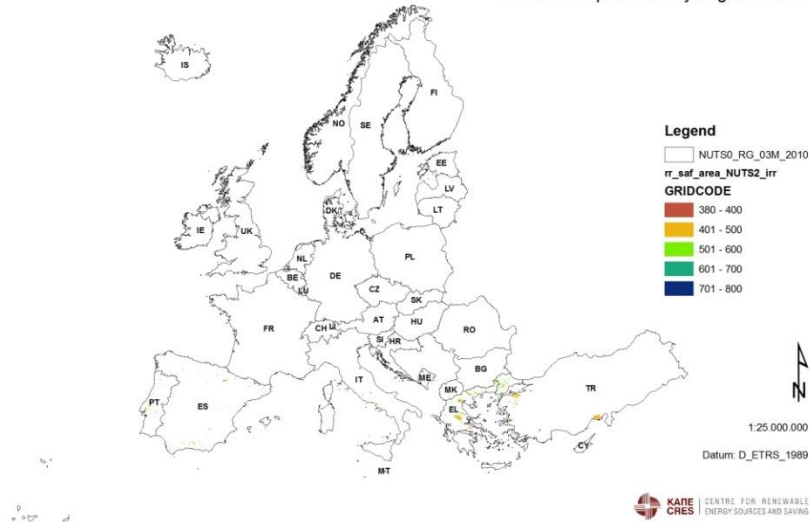 IS
FI
NO
SE
EE
LV
DK
LT
IE
UK
NL
PL
BE
DE
LU
CZ
SK
FR
CH
AT
HU
RO
SI
HR
IT
ME
BG
MK
TR
PT
ES
EL
CY
MT
Legend
NUTS0_RG_03M_2010
rr_saf_area_NUTS2_irr
GRIDCODE
380 - 400
401 - 500
501 - 600
601 - 700
701 - 800
N
1:25.000.000
Datum: D_ETRS_1989
ΚΑΠΕ
CRES
CENTRE FOR RENEWABLE
ENERGY SOURCES AND SAVING